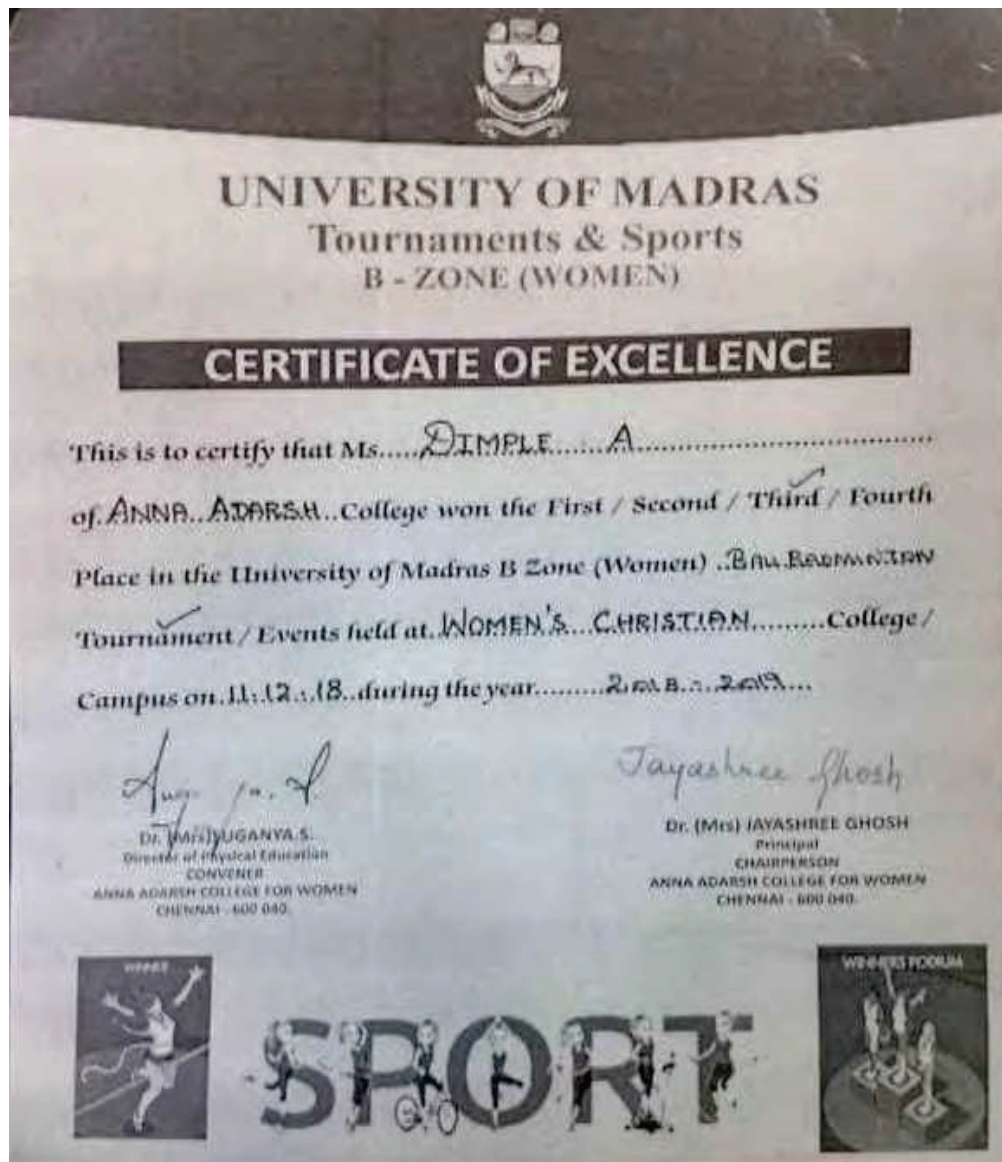 UNIVERSITY OF MADRAS
Tournaments & Sports
B - ZONE (WOMEN)
CERTIFICATE OF EXCELLENCE
This is to certify that Ms.....DIMPLE.....A....................................
of.ANNA..ADARSH..College won the First / Second / Third / Fourth
Place in the University of Madras B Zone (Women) ..BALL BADMINTON
Tournament / Events held at..WOMEN'S...CHRISTIAN.........College /
Campus on.11.12..18..during the year.........2018.-.2019....
Jayashree Ghosh
Dr. (Mrs) SUGANYA.S.
Director of Physical Education
CONVENER
ANNA ADARSH COLLEGE FOR WOMEN
CHENNAI - 600 040.
Dr. (Mrs) JAYASHREE GHOSH
Principal
CHAIRPERSON
ANNA ADARSH COLLEGE FOR WOMEN
CHENNAI - 600 040.
WINNER
SPORT
WINNERS PODIUM